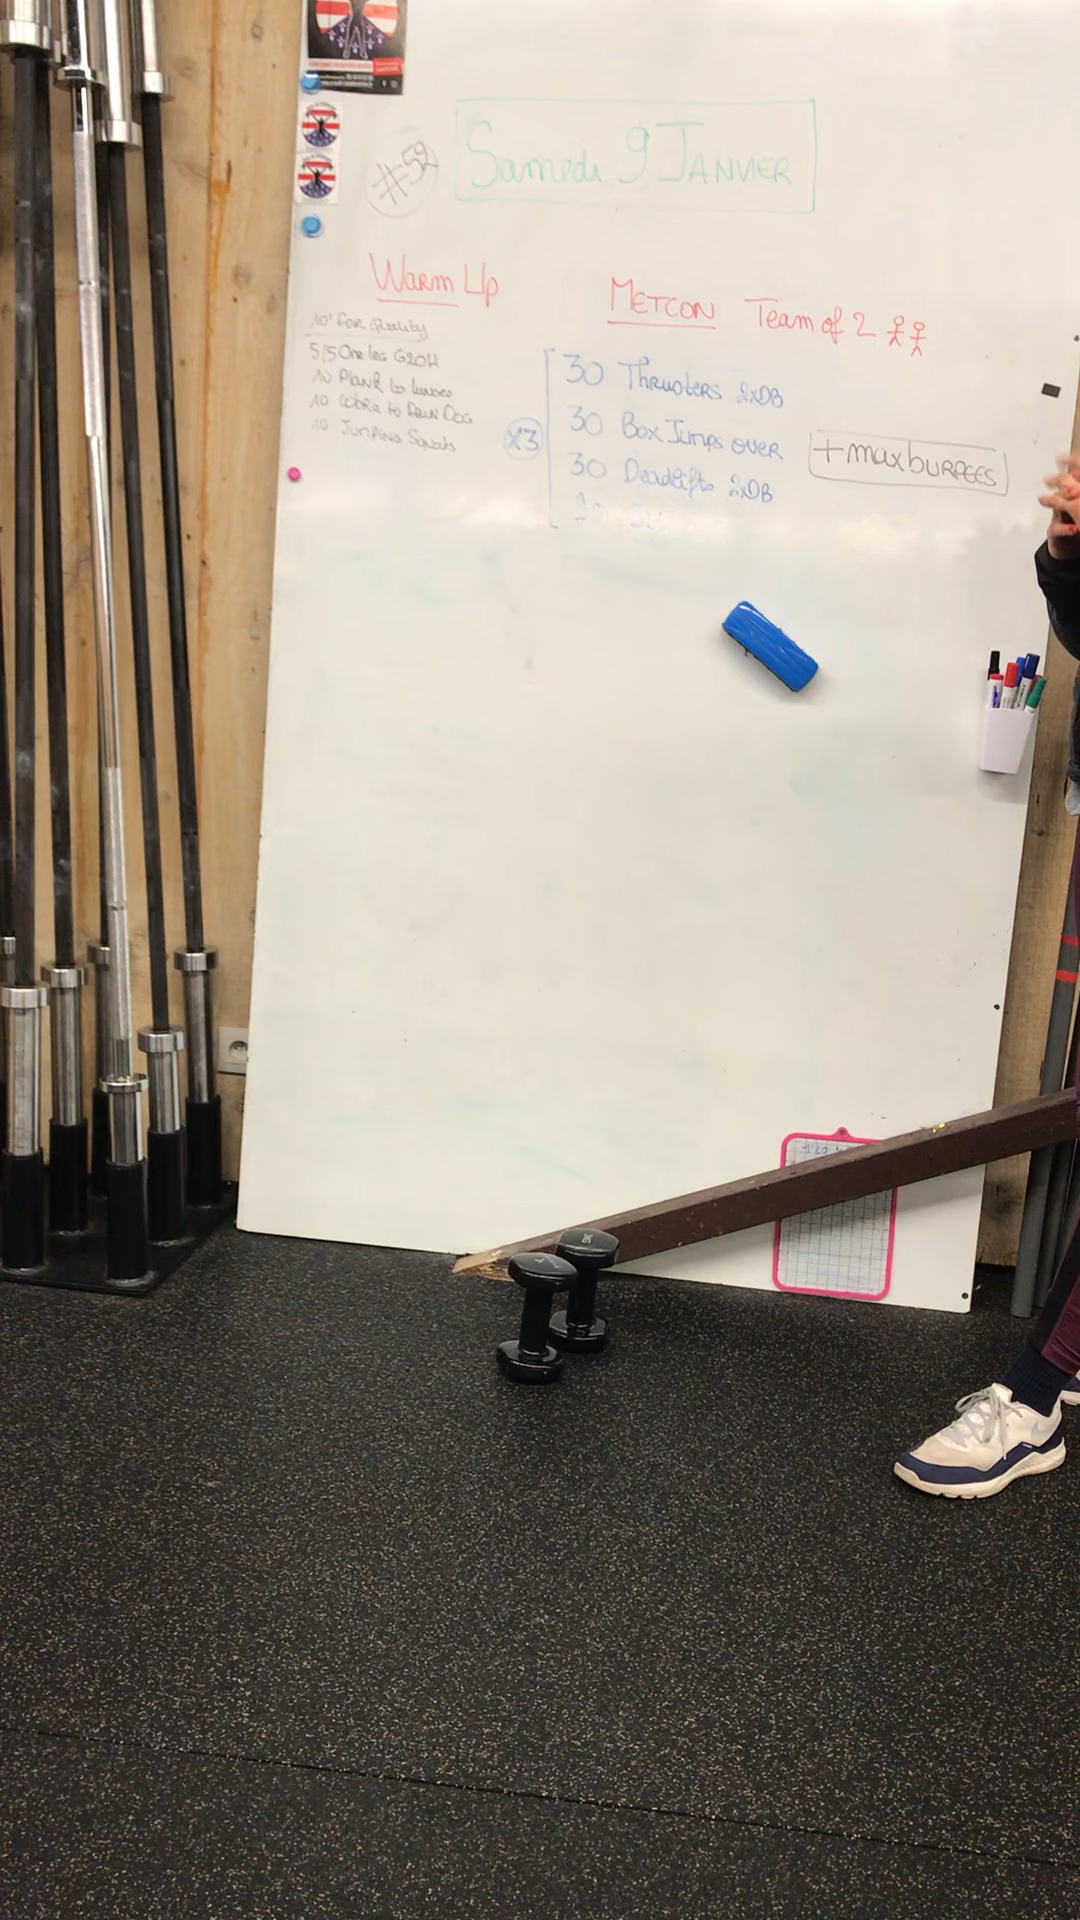 #52
Samedi 9 JANVIER
WARM Up
10' For Quality
5/5 One leg G2OH
10 Plank to lunges
10 Cobra to Down Dog
10 Jumping Squats
METCON Team of 2
x3
30 Thrusters 2xDB
30 Box Jumps over
30 Deadlifts 2xDB
+ max burpees